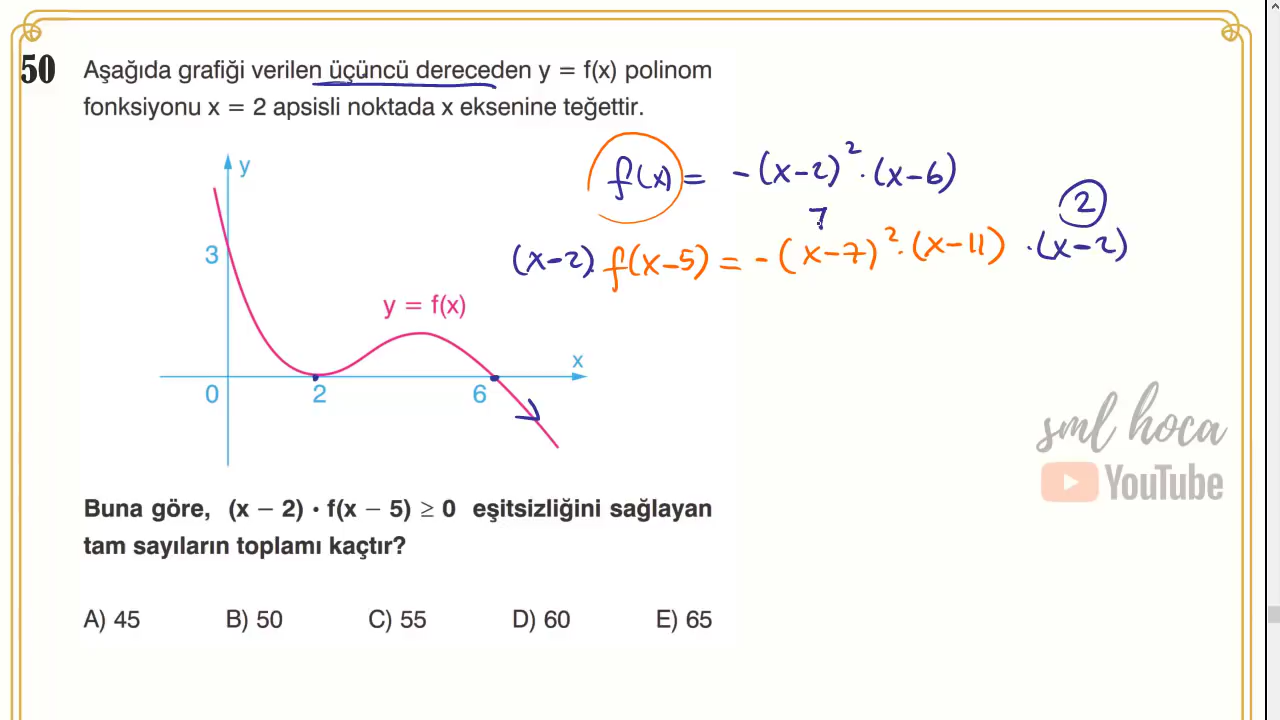 50 Aşağıda grafiği verilen üçüncü dereceden y = f(x) polinom
fonksiyonu x = 2 apsisli noktada x eksenine teğettir.
f(x) = -(x-2)² · (x-6)
7
2
(x-2). f(x-5) = -(x-7)² · (x-11) · (x-2)
y
3
y = f(x)
x
0 2 6
sml hoca
YouTube
Buna göre, (x − 2) • f(x − 5) ≥ 0 eşitsizliğini sağlayan
tam sayıların toplamı kaçtır?
A) 45 B) 50 C) 55 D) 60 E) 65